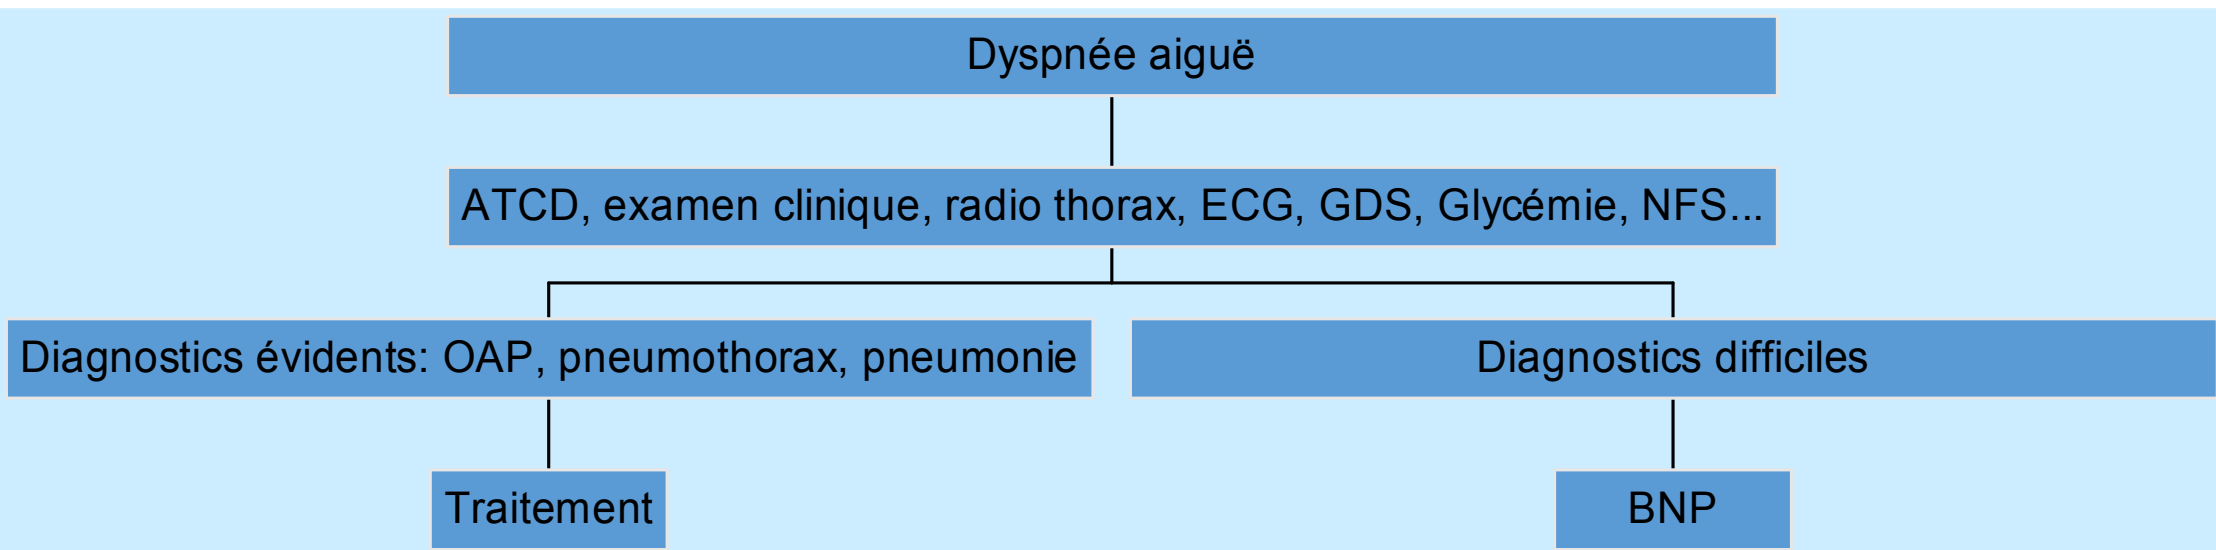 Dyspnée aiguë
ATCD, examen clinique, radio thorax, ECG, GDS, Glycémie, NFS...
Diagnostics évidents: OAP, pneumothorax, pneumonie
Diagnostics difficiles
Traitement
BNP